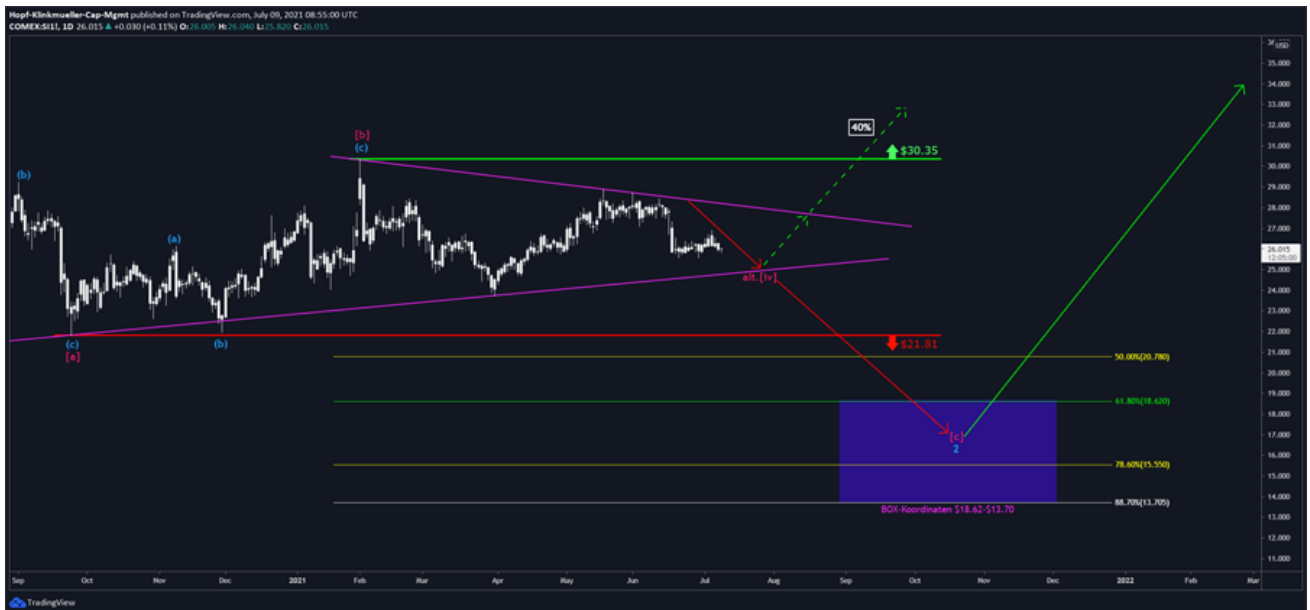 Hopf-Klinkmueller-Cap-Mgmt published on TradingView.com, July 09, 2021 08:55:00 UTC
COMEX:SI1!, 1D 26.015 ▲ +0.030 (+0.11%) O:26.005 H:26.040 L:25.820 C:26.015
USD
35.000
34.000
33.000
32.000
31.000
30.000
29.000
28.000
27.000
26.015
12:05:00
25.000
24.000
23.000
22.000
21.000
20.000
19.000
18.000
17.000
16.000
15.000
14.000
13.000
12.000
11.000
40%
[b]
(c)
$30.35
(b)
(a)
alt.[iv]
(c)
[a]
(b)
$21.81
50.00%(20.780)
61.80%(18.620)
[c]
2
78.60%(15.550)
88.70%(13.705)
BOX-Koordinaten $18.62-$13.70
Sep Oct Nov Dec 2021 Feb Mar Apr May Jun Jul Aug Sep Oct Nov Dec 2022 Feb Mar
TradingView